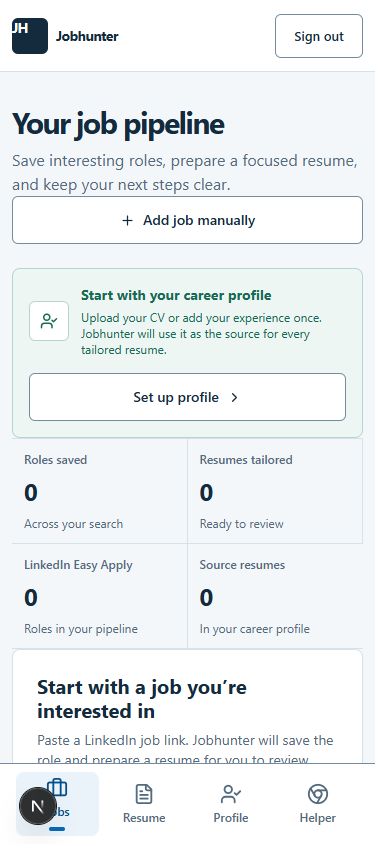 JH
Jobhunter
Sign out
Your job pipeline
Save interesting roles, prepare a focused resume,
and keep your next steps clear.
+ Add job manually
Start with your career profile
Upload your CV or add your experience once.
Jobhunter will use it as the source for every
tailored resume.
Set up profile
Roles saved
0
Across your search
Resumes tailored
0
Ready to review
LinkedIn Easy Apply
0
Roles in your pipeline
Source resumes
0
In your career profile
Start with a job you’re
interested in
Paste a LinkedIn job link. Jobhunter will save the
role and prepare a resume for you to review.
N
Resume
Profile
Helper